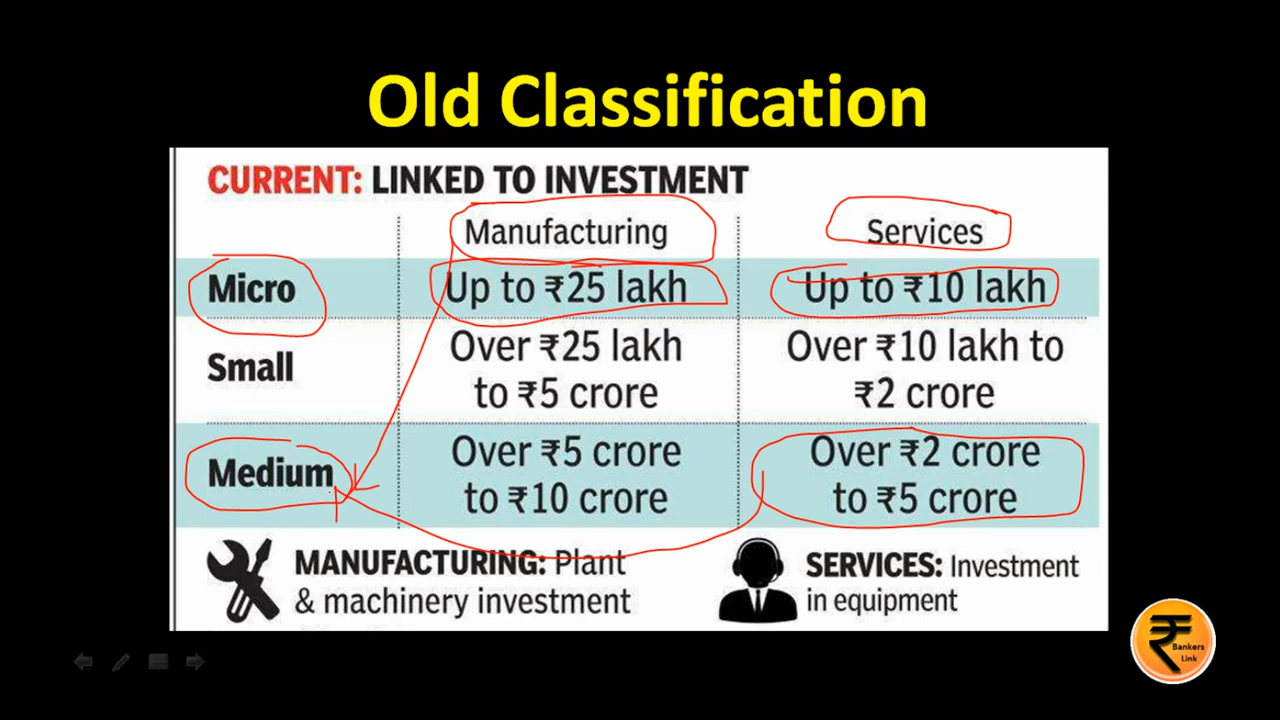 Old Classification
CURRENT: LINKED TO INVESTMENT
Manufacturing Services
Micro Up to ₹25 lakh Up to ₹10 lakh
Small Over ₹25 lakh to ₹5 crore Over ₹10 lakh to ₹2 crore
Medium Over ₹5 crore to ₹10 crore Over ₹2 crore to ₹5 crore
MANUFACTURING: Plant & machinery investment
SERVICES: Investment in equipment
₹ Bankers Link